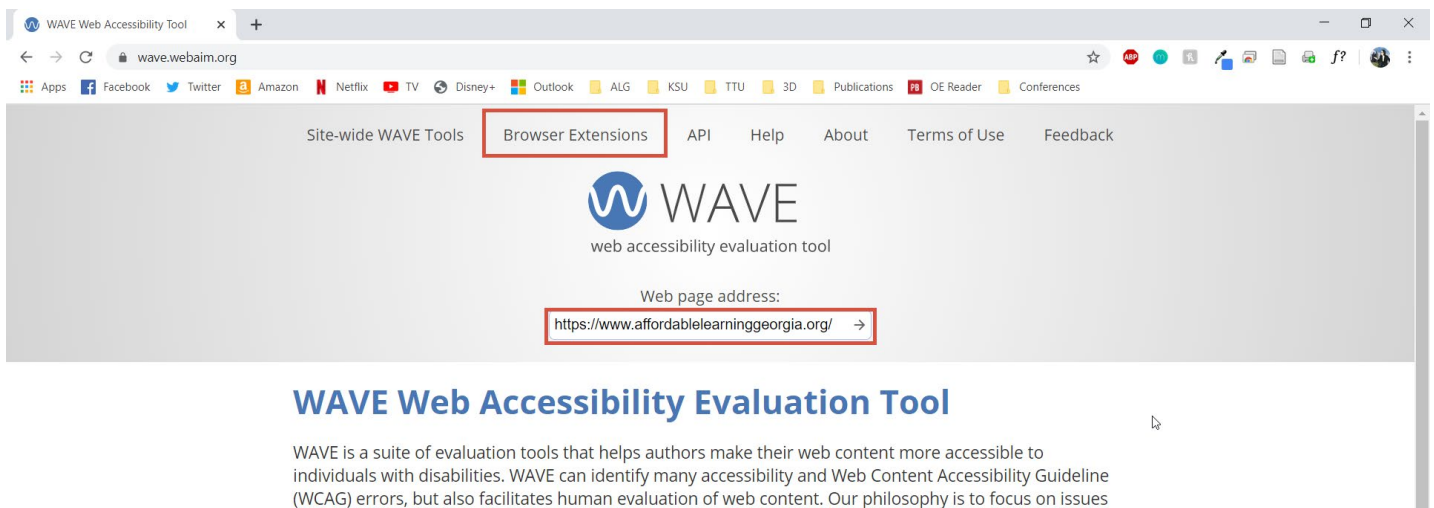 WAVE Web Accessibility Tool
wave.webaim.org
ABP f?
Apps Facebook Twitter Amazon Netflix TV Disney+ Outlook ALG KSU TTU 3D Publications PB OE Reader Conferences
Site-wide WAVE Tools Browser Extensions API Help About Terms of Use Feedback
WAVE
web accessibility evaluation tool
Web page address:
https://www.affordablelearninggeorgia.org/
WAVE Web Accessibility Evaluation Tool
WAVE is a suite of evaluation tools that helps authors make their web content more accessible to
individuals with disabilities. WAVE can identify many accessibility and Web Content Accessibility Guideline
(WCAG) errors, but also facilitates human evaluation of web content. Our philosophy is to focus on issues